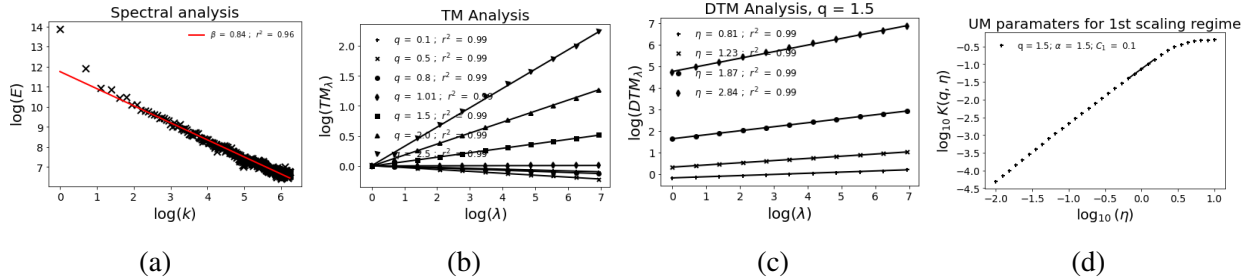 Spectral analysis
β = 0.84 ; r² = 0.96
14
13
12
11
10
9
8
7
log(E)
0 1 2 3 4 5 6
log(k)
(a)
TM Analysis
q = 0.1 ; r² = 0.99
q = 0.5 ; r² = 0.99
q = 0.8 ; r² = 0.99
q = 1.01 ; r² = 0.99
q = 1.5 ; r² = 0.99
q = 2.0 ; r² = 0.99
q = 2.5 ; r² = 0.99
2.0
1.5
1.0
0.5
0.0
log(TMλ)
0 1 2 3 4 5 6 7
log(λ)
(b)
DTM Analysis, q = 1.5
η = 0.81 ; r² = 0.99
η = 1.23 ; r² = 0.99
η = 1.87 ; r² = 0.99
η = 2.84 ; r² = 0.99
7
6
5
4
3
2
1
0
log(DTMλ)
0 1 2 3 4 5 6 7
log(λ)
(c)
UM paramaters for 1st scaling regime
q = 1.5; α = 1.5; C₁ = 0.1
−0.5
−1.0
−1.5
−2.0
−2.5
−3.0
−3.5
−4.0
−4.5
log₁₀ K(q, η)
−2.0 −1.5 −1.0 −0.5 0.0 0.5 1.0
log₁₀ (η)
(d)